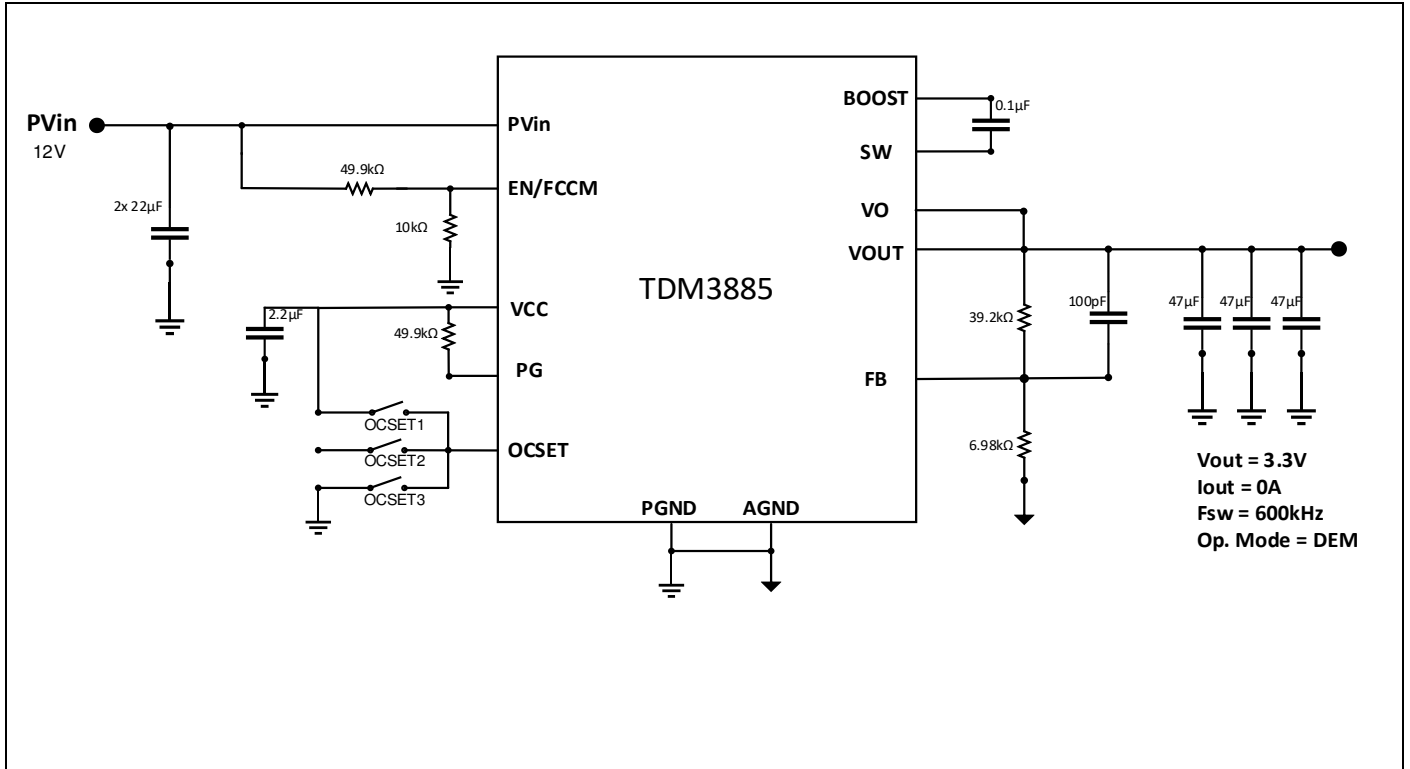 PVin
12V
2x 22µF
49.9kΩ
10kΩ
2.2µF
49.9kΩ
OCSET1
OCSET2
OCSET3
PVin
EN/FCCM
VCC
PG
OCSET
TDM3885
PGND
AGND
BOOST
SW
VO
VOUT
FB
0.1µF
39.2kΩ
100pF
6.98kΩ
47µF
47µF
47µF
Vout = 3.3V
Iout = 0A
Fsw = 600kHz
Op. Mode = DEM